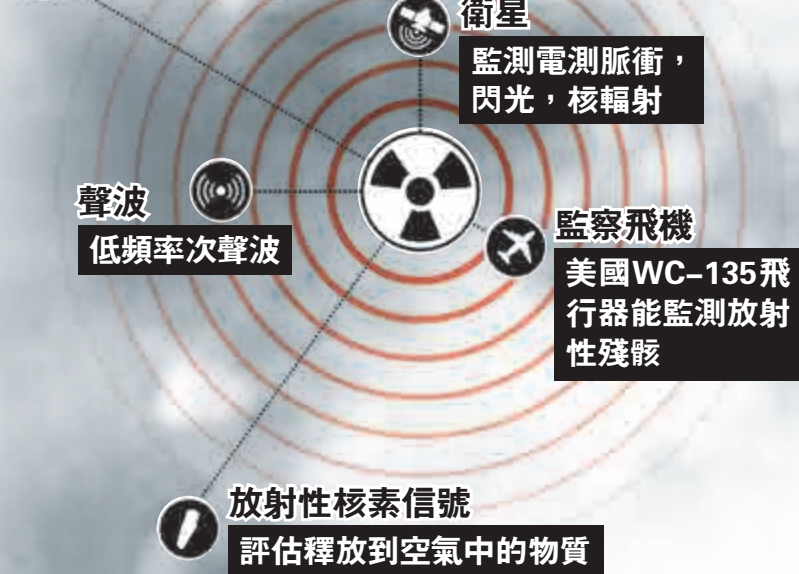 衛星
監測電測脈衝，
閃光，核輻射
聲波
低頻率次聲波
監察飛機
美國WC–135飛
行器能監測放射
性殘骸
放射性核素信號
評估釋放到空氣中的物質